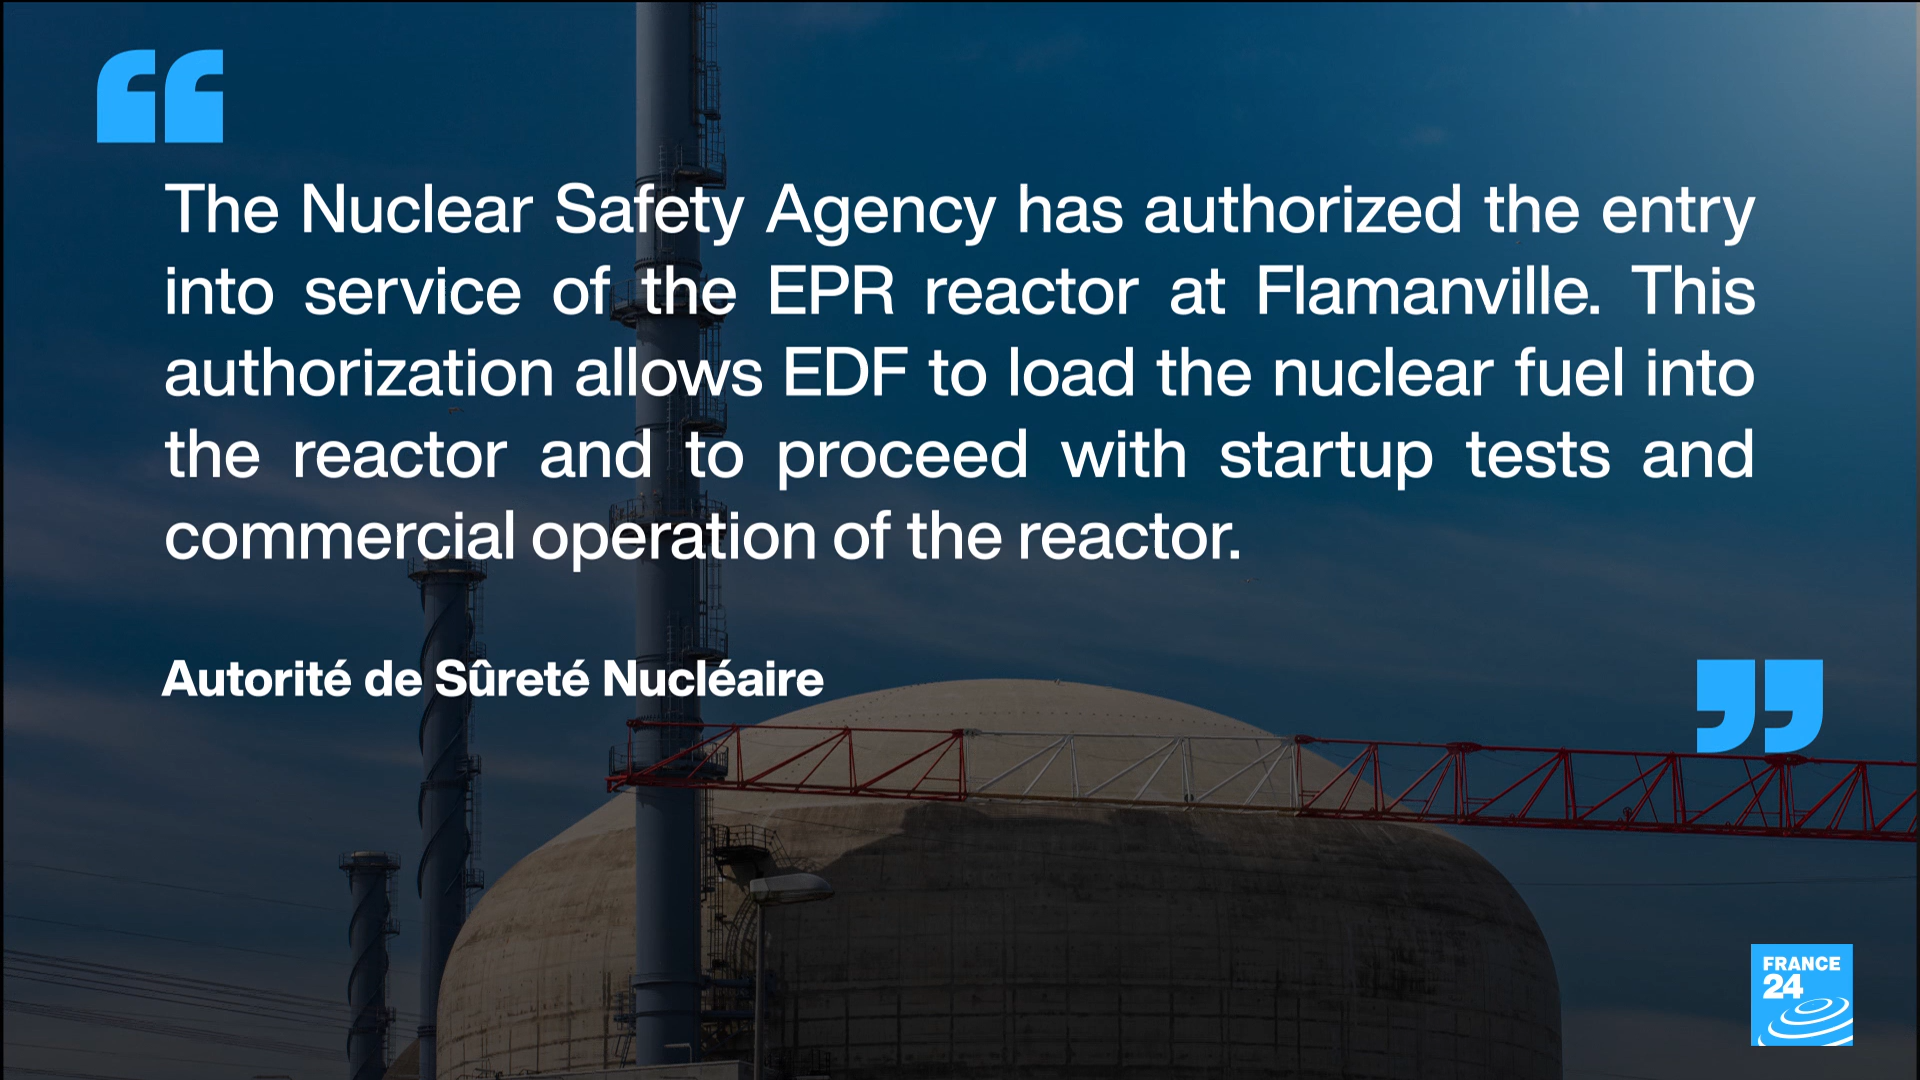 “
The Nuclear Safety Agency has authorized the entry
into service of the EPR reactor at Flamanville. This
authorization allows EDF to load the nuclear fuel into
the reactor and to proceed with startup tests and
commercial operation of the reactor.
Autorité de Sûreté Nucléaire
”
FRANCE
24